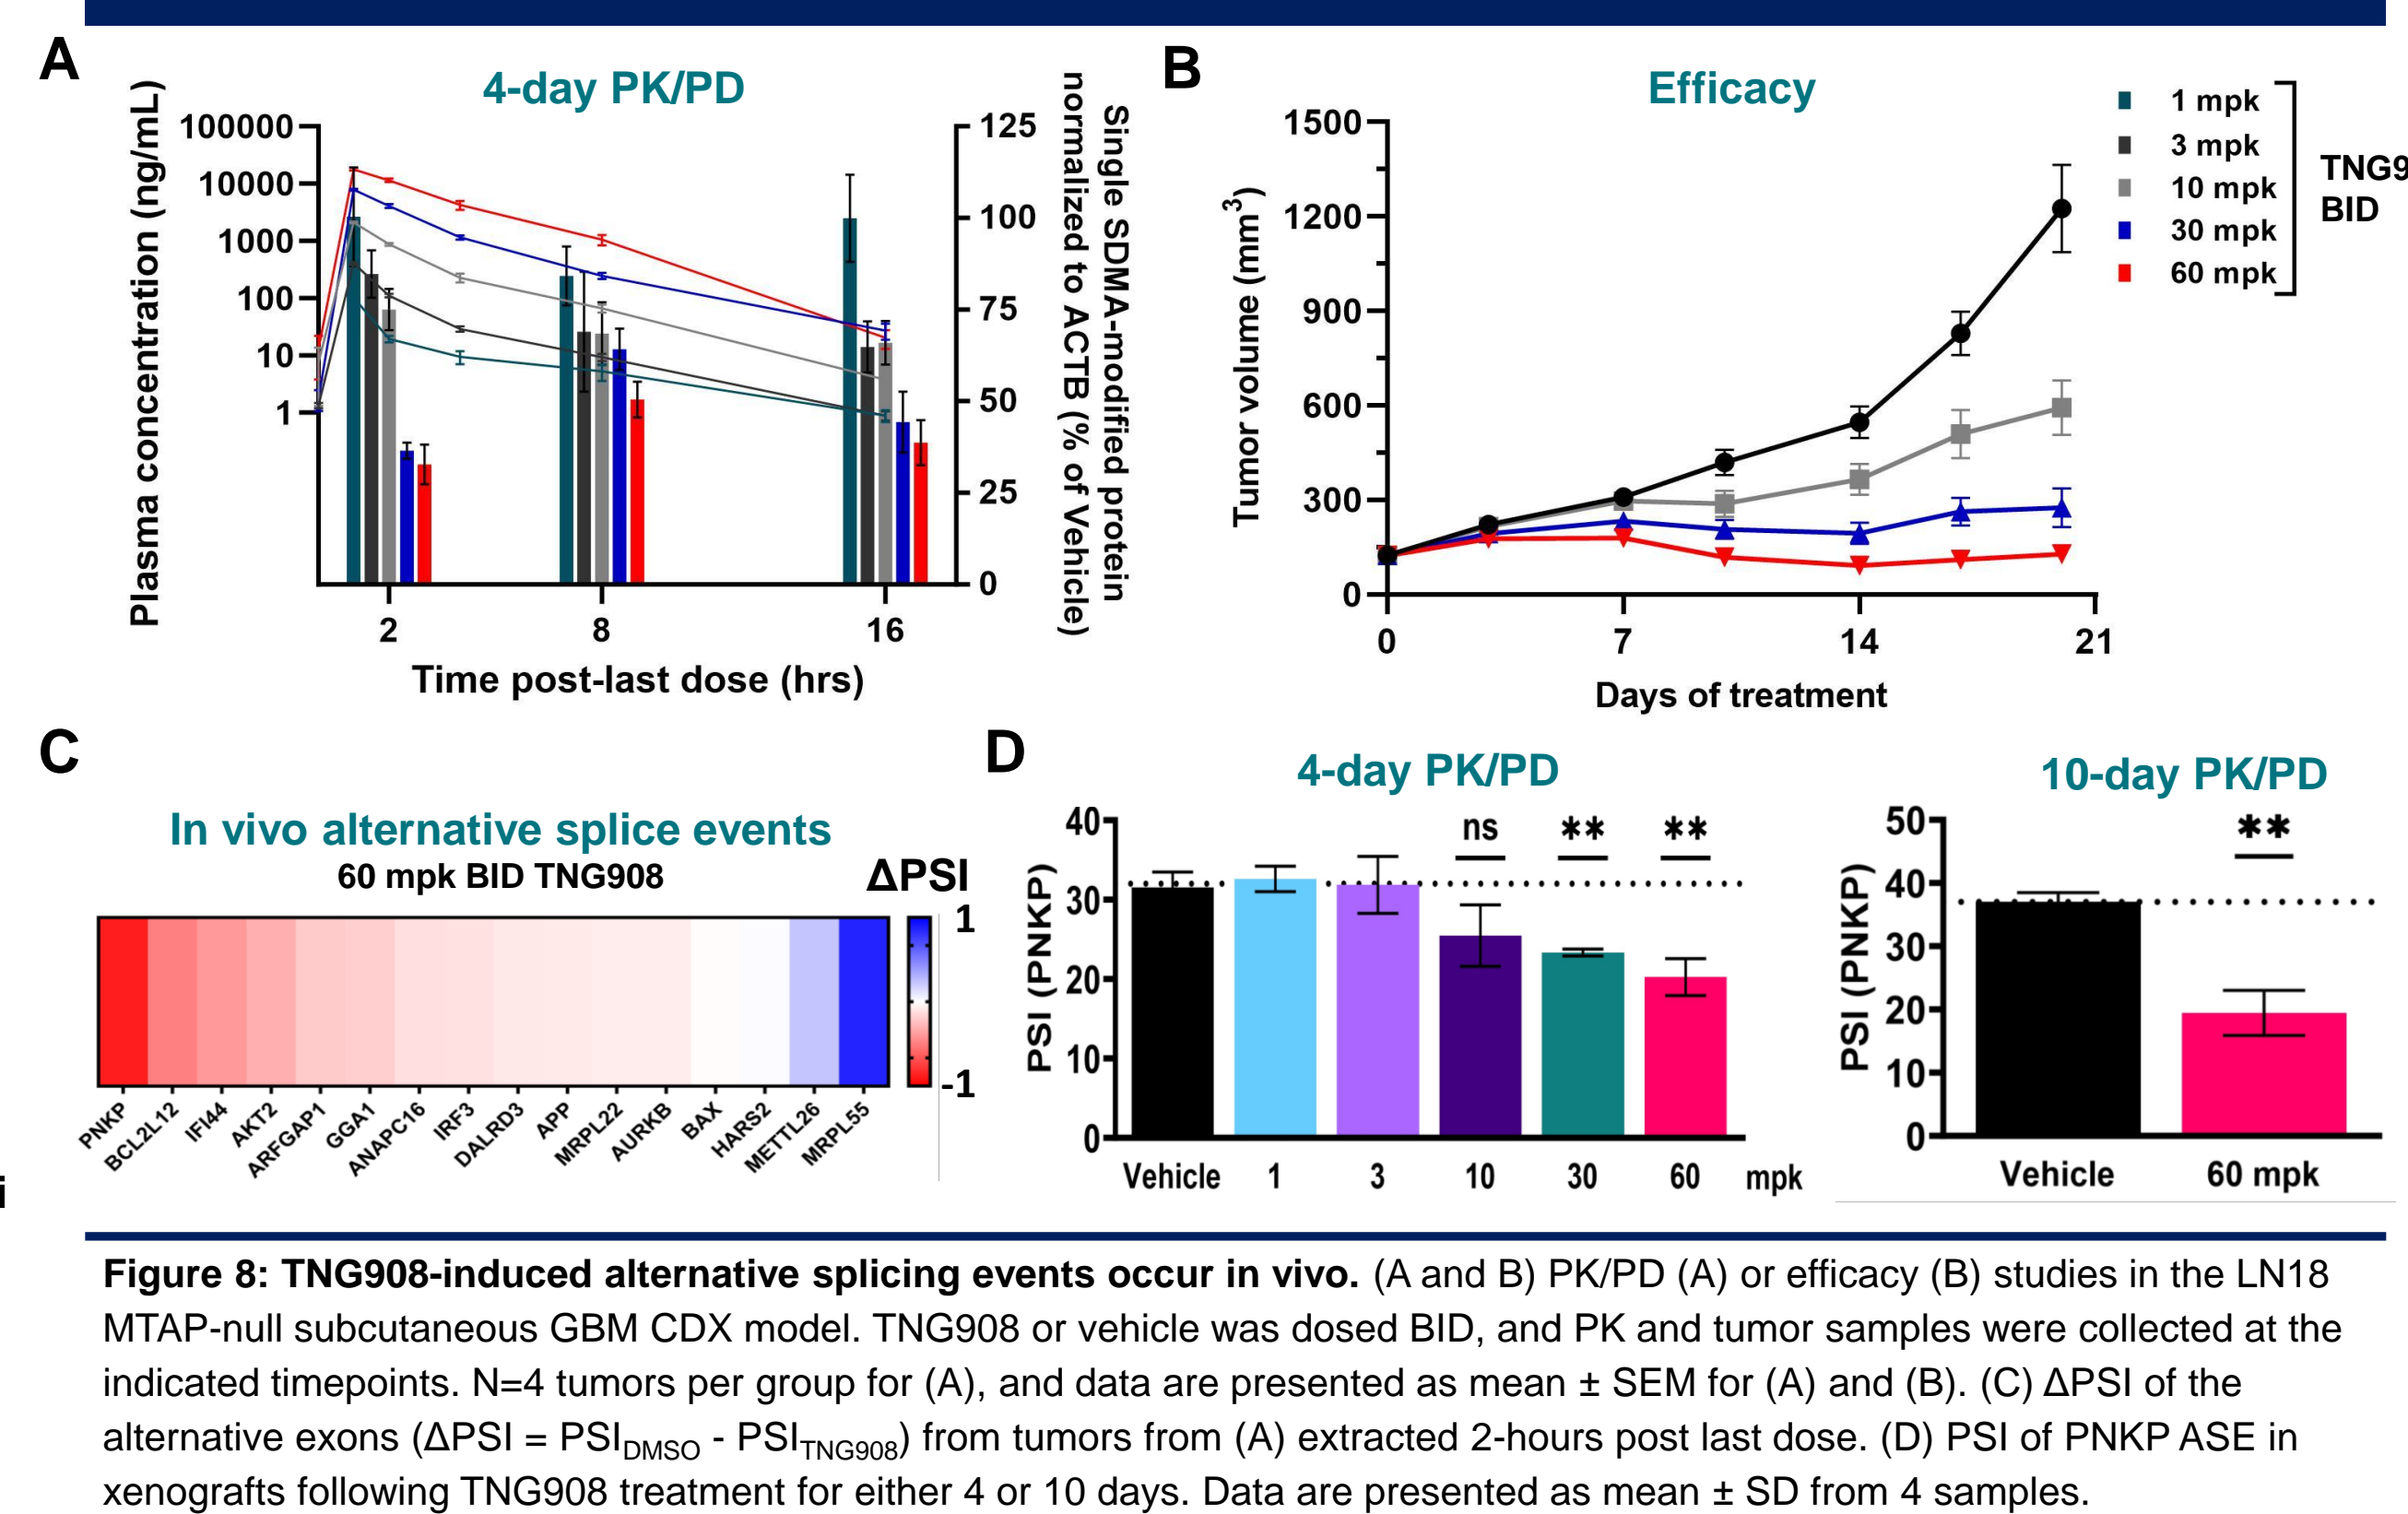 A
4-day PK/PD
Plasma concentration (ng/mL)
100000
10000
1000
100
10
1
125
100
75
50
25
0
Single SDMA-modified protein
normalized to ACTB (% of Vehicle)
2 8 16
Time post-last dose (hrs)
B
Efficacy
Tumor volume (mm³)
1500
1200
900
600
300
0
0 7 14 21
Days of treatment
1 mpk
3 mpk
10 mpk
30 mpk
60 mpk
TNG9
BID
C
In vivo alternative splice events
60 mpk BID TNG908
ΔPSI
1
-1
PNKP
BCL2L12
IFI44
AKT2
ARFGAP1
GGA1
ANAPC16
IRF3
DALRD3
APP
MRPL22
AURKB
BAX
HARS2
METTL26
MRPL55
D
4-day PK/PD
PSI (PNKP)
40
30
20
10
0
ns ** **
Vehicle 1 3 10 30 60 mpk
10-day PK/PD
PSI (PNKP)
50
40
30
20
10
0
**
Vehicle 60 mpk
i
Figure 8: TNG908-induced alternative splicing events occur in vivo. (A and B) PK/PD (A) or efficacy (B) studies in the LN18
MTAP-null subcutaneous GBM CDX model. TNG908 or vehicle was dosed BID, and PK and tumor samples were collected at the
indicated timepoints. N=4 tumors per group for (A), and data are presented as mean ± SEM for (A) and (B). (C) ΔPSI of the
alternative exons (ΔPSI = PSIDMSO - PSITNG908) from tumors from (A) extracted 2-hours post last dose. (D) PSI of PNKP ASE in
xenografts following TNG908 treatment for either 4 or 10 days. Data are presented as mean ± SD from 4 samples.